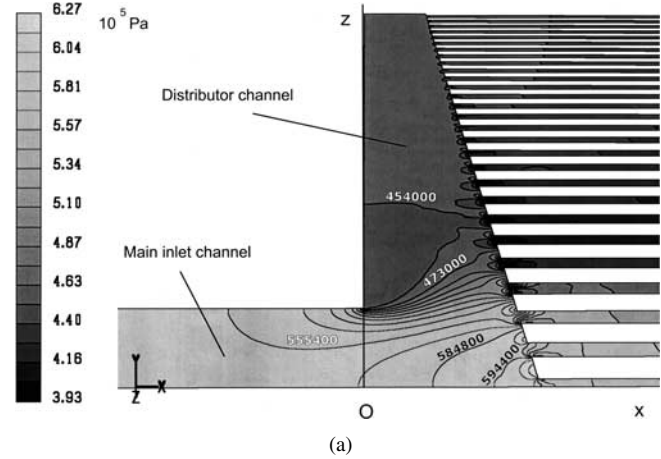 6.27
10 5 Pa
6.04
5.81
5.57
5.34
5.10
4.87
4.63
4.40
4.16
3.93
z
Distributor channel
454000
Main inlet channel
473000
555400
584800
594400
Y
Z
X
O
x
(a)